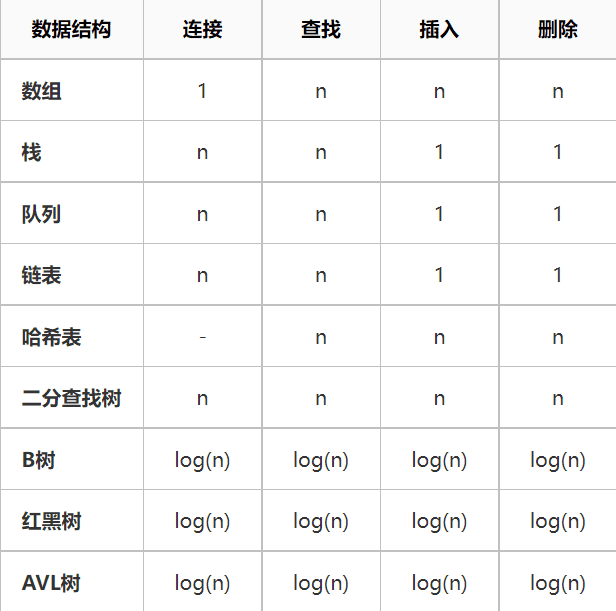 数据结构 连接 查找 插入 删除
数组 1 n n n
栈 n n 1 1
队列 n n 1 1
链表 n n 1 1
哈希表 - n n n
二分查找树 n n n n
B树 log(n) log(n) log(n) log(n)
红黑树 log(n) log(n) log(n) log(n)
AVL树 log(n) log(n) log(n) log(n)